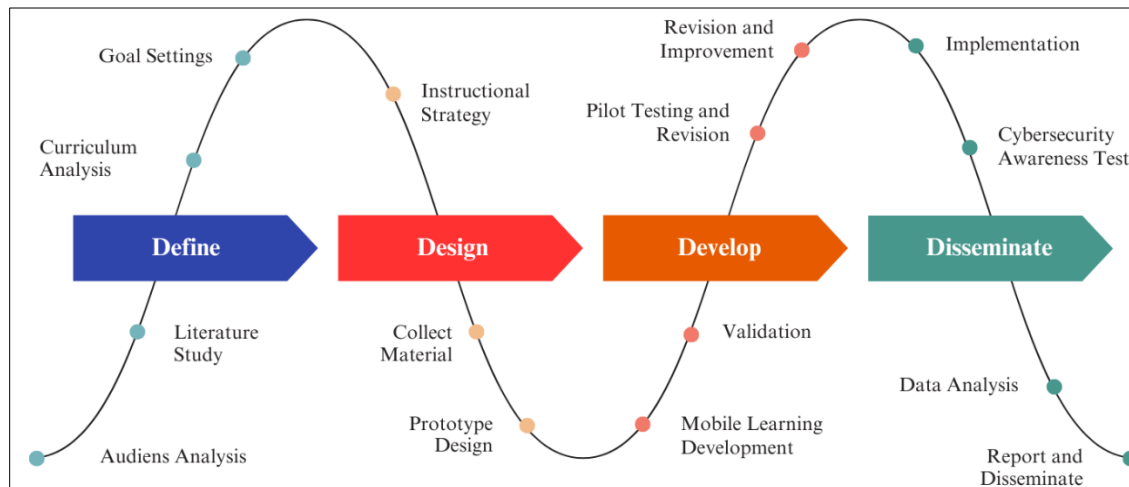 Goal Settings
Curriculum
Analysis
Define
Literature
Study
Audiens Analysis
Instructional
Strategy
Design
Collect
Material
Prototype
Design
Revision and
Improvement
Pilot Testing and
Revision
Develop
Validation
Mobile Learning
Development
Implementation
Cybersecurity
Awareness Test
Disseminate
Data Analysis
Report and
Disseminate